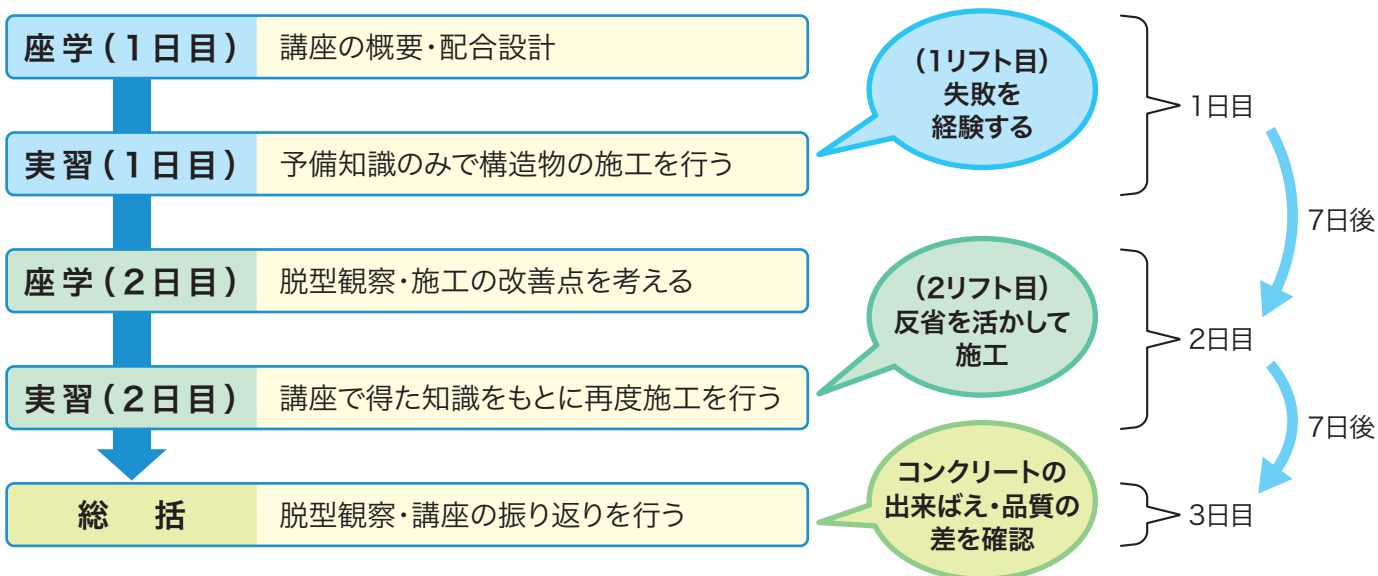 座学(1日目) 講座の概要・配合設計
(1リフト目)
失敗を
経験する
1日目
実習(1日目) 予備知識のみで構造物の施工を行う
7日後
座学(2日目) 脱型観察・施工の改善点を考える
(2リフト目)
反省を活かして
施工
2日目
実習(2日目) 講座で得た知識をもとに再度施工を行う
7日後
総括 脱型観察・講座の振り返りを行う
コンクリートの
出来ばえ・品質の
差を確認
3日目